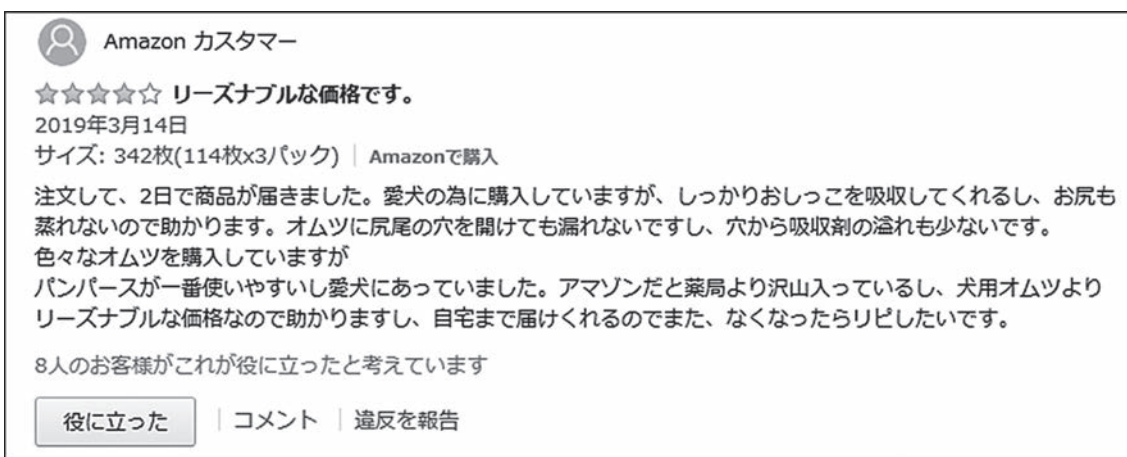 Amazon カスタマー
リーズナブルな価格です。
2019年3月14日
サイズ: 342枚(114枚x3パック) | Amazonで購入
注文して、2日で商品が届きました。愛犬の為に購入していますが、しっかりおしっこを吸収してくれるし、お尻も
蒸れないので助かります。オムツに尻尾の穴を開けても漏れないですし、穴から吸収剤の溢れも少ないです。
色々なオムツを購入していますが
パンパースが一番使いやすいし愛犬にあっていました。アマゾンだと薬局より沢山入っているし、犬用オムツより
リーズナブルな価格なので助かりますし、自宅まで届けくれるのでまた、なくなったらリピしたいです。
8人のお客様がこれが役に立ったと考えています
役に立った | コメント | 違反を報告